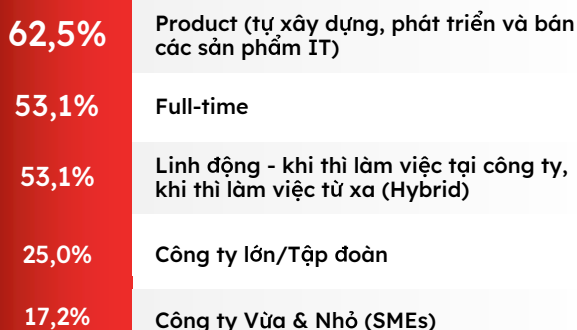 62,5%
Product (tự xây dựng, phát triển và bán
các sản phẩm IT)
53,1%
Full-time
53,1%
Linh động - khi thì làm việc tại công ty,
khi thì làm việc từ xa (Hybrid)
25,0%
Công ty lớn/Tập đoàn
17,2%
Công ty Vừa & Nhỏ (SMEs)